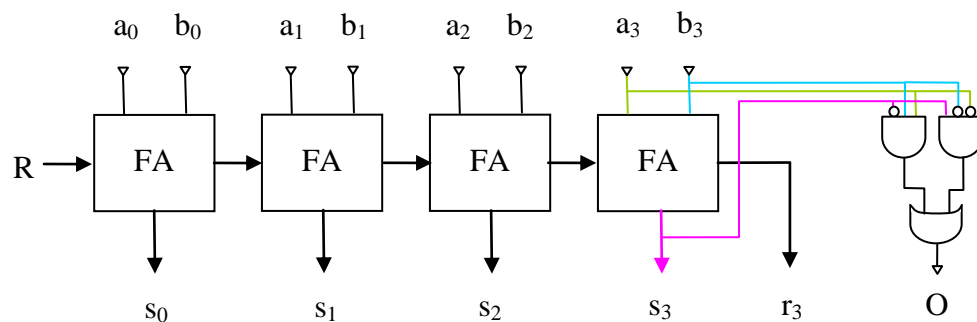 a₀ b₀ a₁ b₁ a₂ b₂ a₃ b₃
R FA FA FA FA
s₀ s₁ s₂ s₃ r₃ O